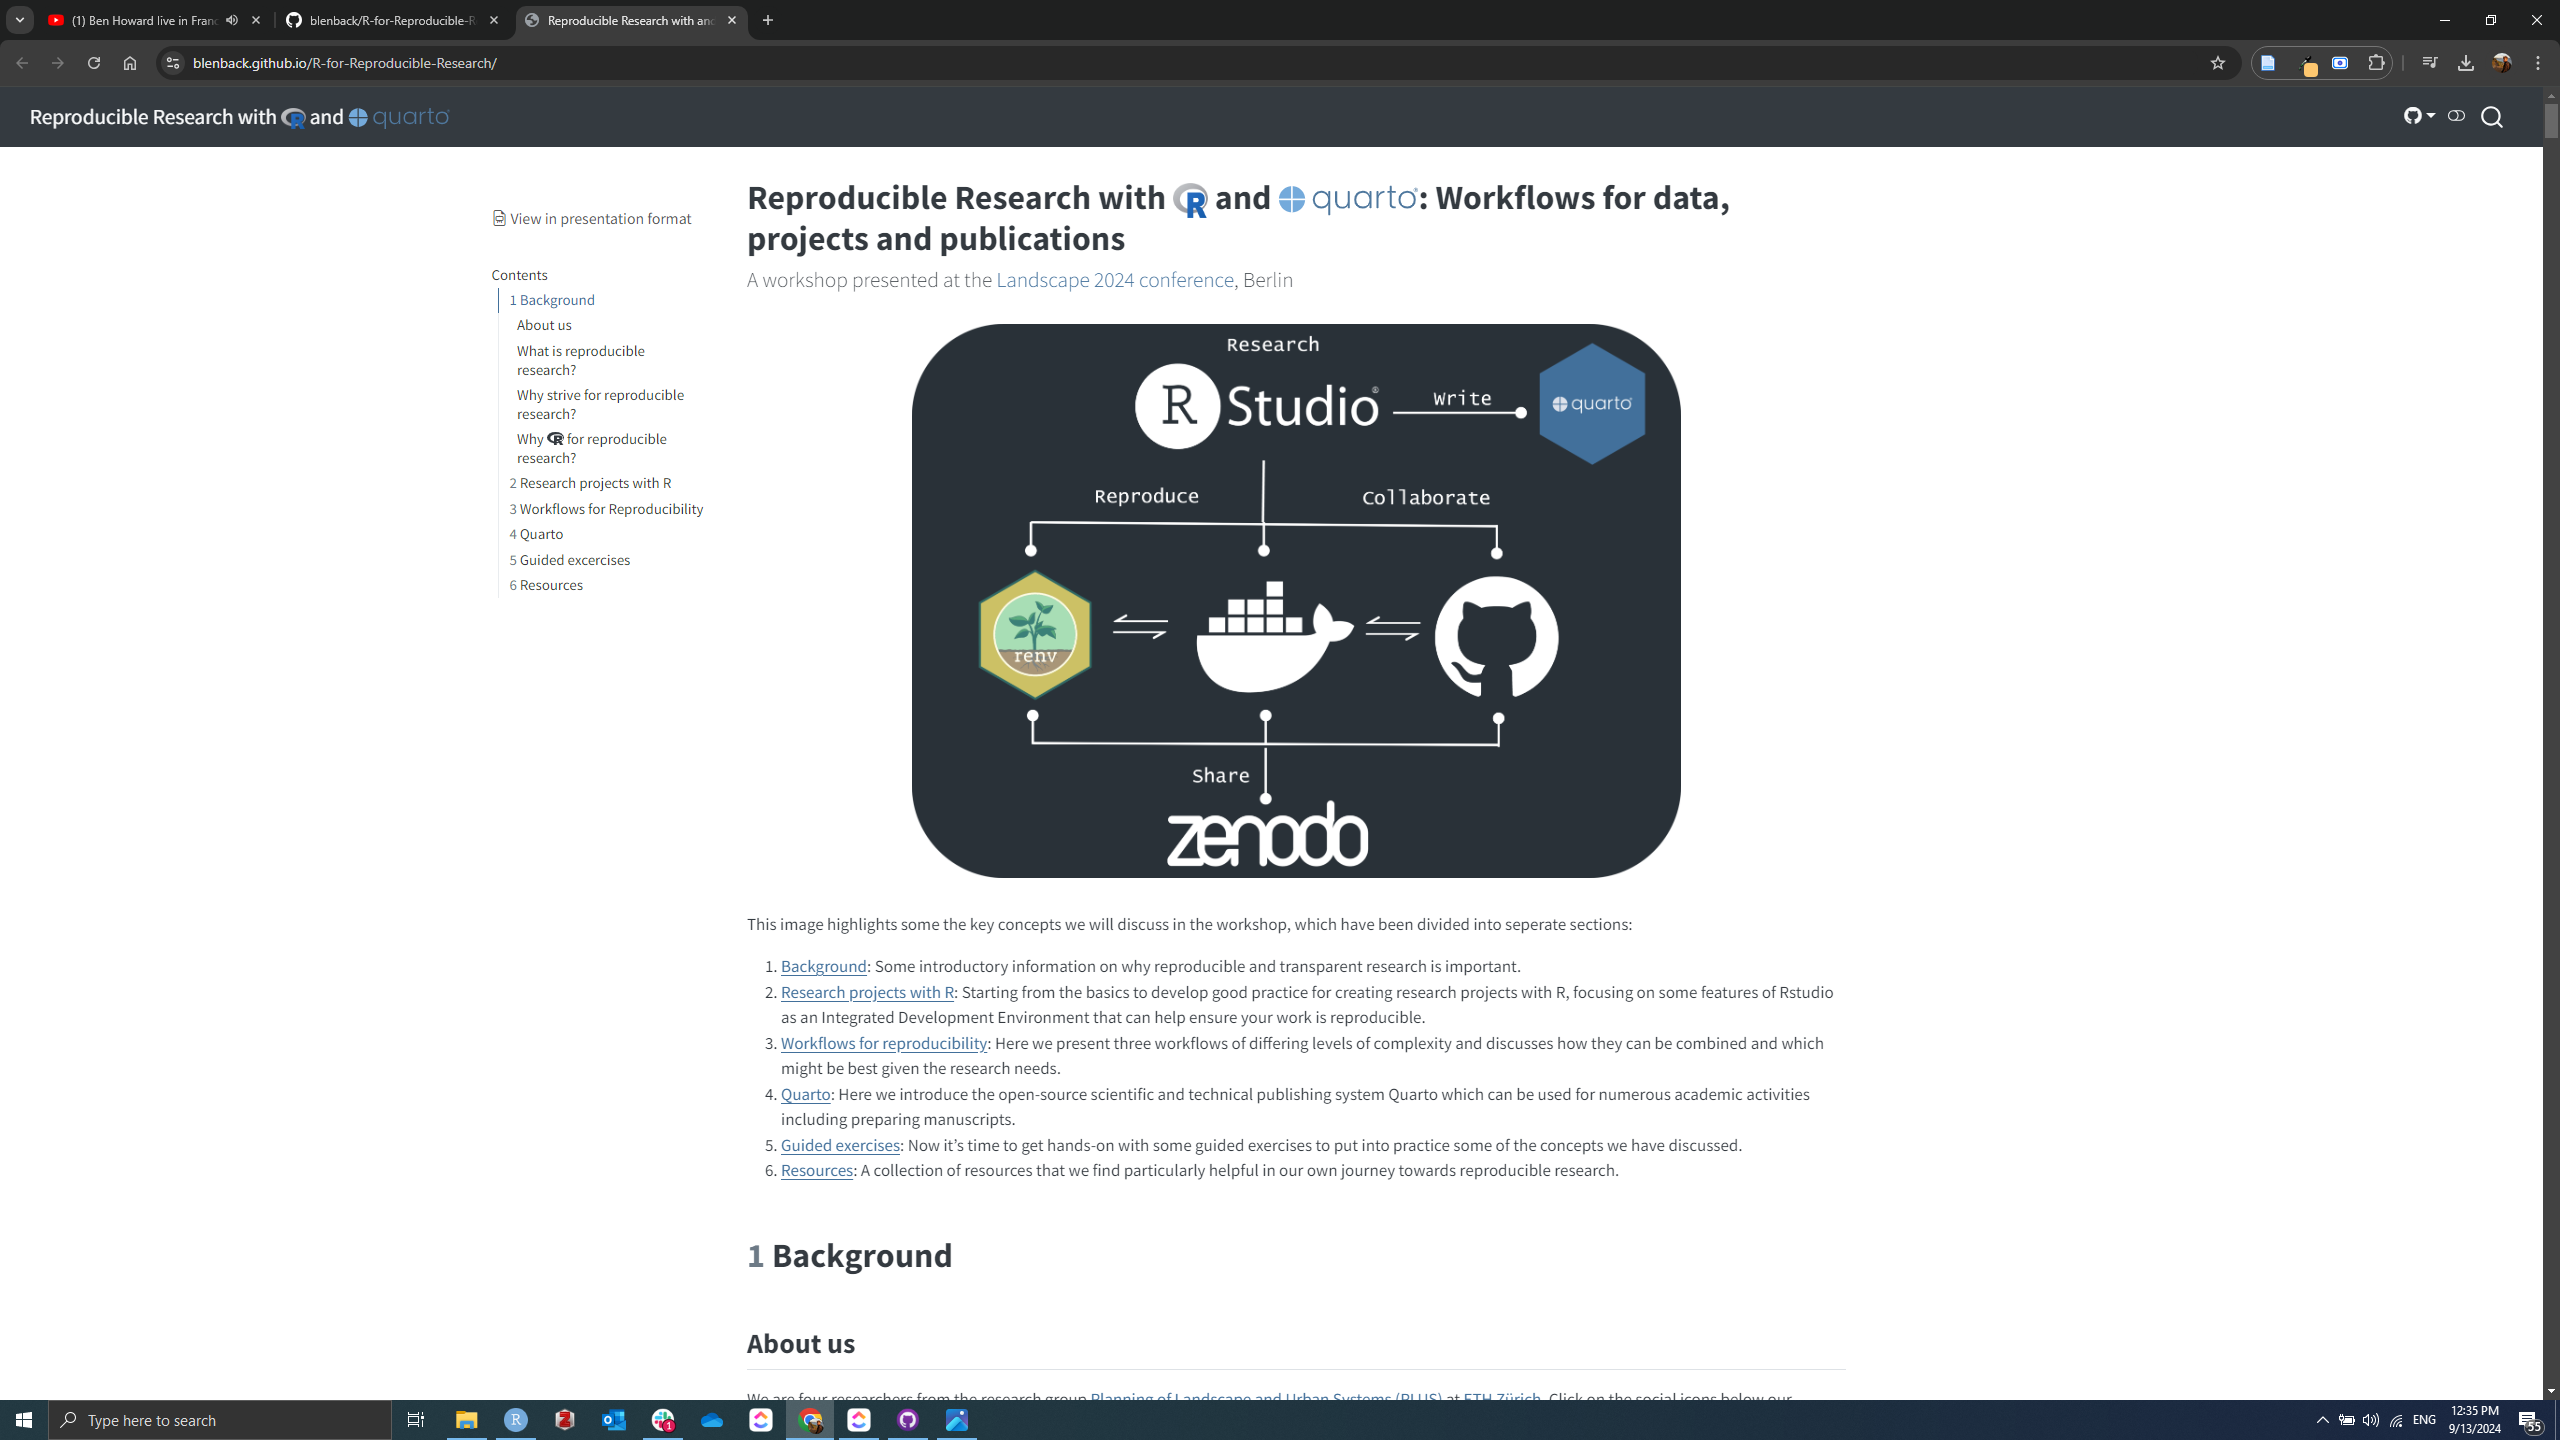 (1) Ben Howard live in Franc
blenback/R-for-Reproducible-R
Reproducible Research with and
blenback.github.io/R-for-Reproducible-Research/
Reproducible Research with R and quarto
View in presentation format
Contents
1 Background
About us
What is reproducible
research?
Why strive for reproducible
research?
Why R for reproducible
research?
2 Research projects with R
3 Workflows for Reproducibility
4 Quarto
5 Guided excercises
6 Resources
Reproducible Research with R and quarto: Workflows for data,
projects and publications
A workshop presented at the Landscape 2024 conference, Berlin
Research
R Studio®
Write
quarto
Reproduce
Collaborate
renv
Share
zenodo
This image highlights some the key concepts we will discuss in the workshop, which have been divided into seperate sections:
1. Background: Some introductory information on why reproducible and transparent research is important.
2. Research projects with R: Starting from the basics to develop good practice for creating research projects with R, focusing on some features of Rstudio
as an Integrated Development Environment that can help ensure your work is reproducible.
3. Workflows for reproducibility: Here we present three workflows of differing levels of complexity and discusses how they can be combined and which
might be best given the research needs.
4. Quarto: Here we introduce the open-source scientific and technical publishing system Quarto which can be used for numerous academic activities
including preparing manuscripts.
5. Guided exercises: Now it’s time to get hands-on with some guided exercises to put into practice some of the concepts we have discussed.
6. Resources: A collection of resources that we find particularly helpful in our own journey towards reproducible research.
1 Background
About us
We are four researchers from the research group Planning of Landscape and Urban Systems (PLUS) at ETH Zürich. Click on the social icons below our
Type here to search
ENG
12:35 PM
9/13/2024
55